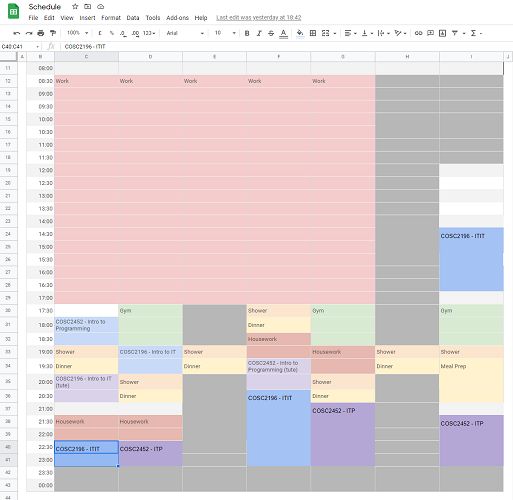 Schedule
File Edit View Insert Format Data Tools Add-ons Help Last edit was yesterday at 18:42
100% £ % .0 .00 123 Arial 10 B I S A
C40:C41 fx COSC2196 - ITIT
A B C D E F G H I J
11 08:00
12 08:30 Work Work Work Work Work
13 09:00
14 09:30
15 10:00
16 10:30
17 11:00
18 11:30
19 12:00
20 12:30
21 13:00
22 13:30
23 14:00
24 14:30 COSC2196 - ITIT
25 15:00
26 15:30
27 16:00
28 16:30
29 17:00
30 17:30 Gym Shower Gym Gym
31 18:00 COSC2452 - Intro to Programming Dinner
32 18:30 Housework
33 19:00 Shower COSC2196 - Intro to IT Shower Housework Shower Shower
34 19:30 Dinner Dinner COSC2452 - Intro to Programming (tute) Dinner Meal Prep
35 20:00 COSC2196 - Intro to IT (tute) Shower Shower
36 20:30 Dinner COSC2196 - ITIT Dinner
37 21:00 COSC2452 - ITP
38 21:30 Housework Housework COSC2452 - ITP
39 22:00
40 22:30 COSC2196 - ITIT COSC2452 - ITP
41 23:00
42 23:30
43 00:00
44